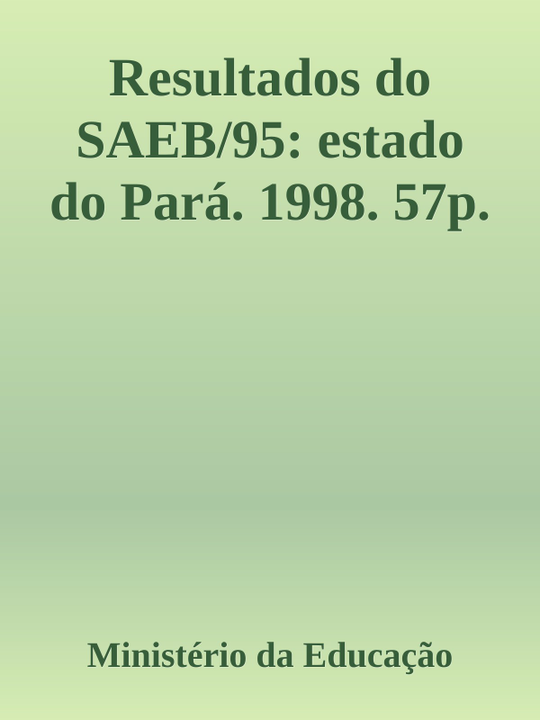 Resultados do
SAEB/95: estado
do Pará. 1998. 57p.
Ministério da Educação